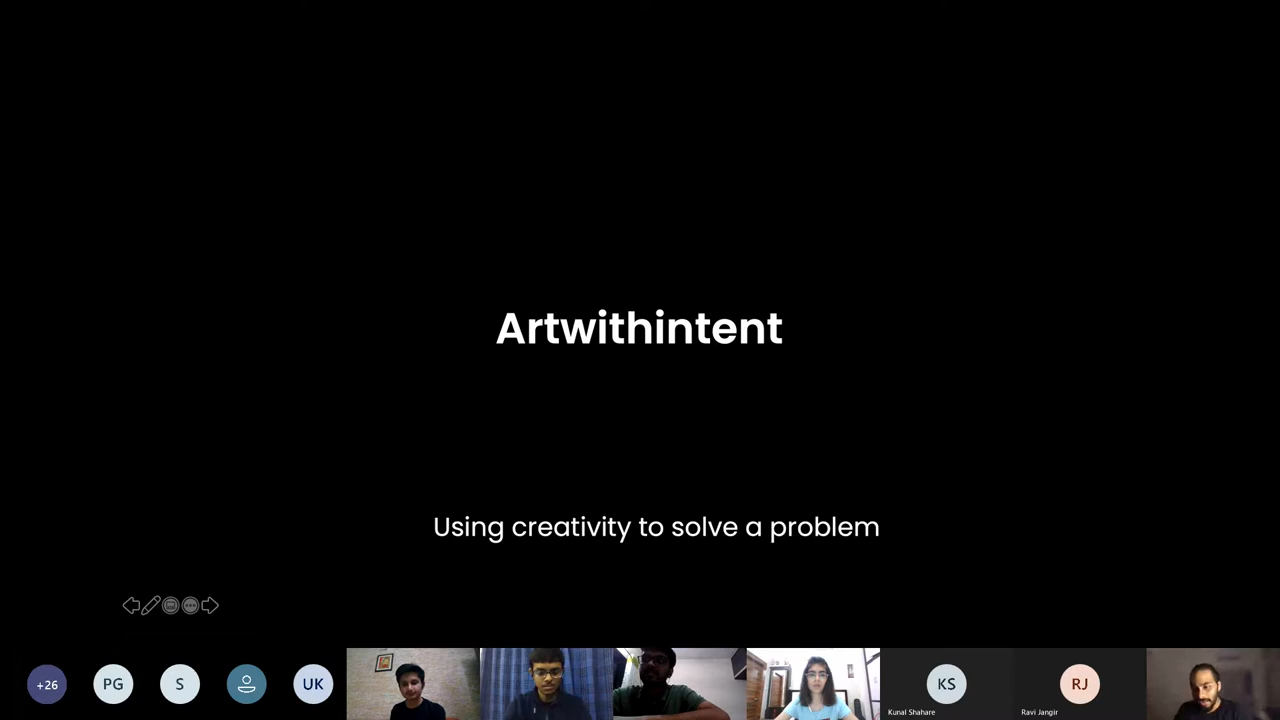 Artwithintent
Using creativity to solve a problem
+26
PG
S
UK
KS
Kunal Shahare
RJ
Ravi Jangir